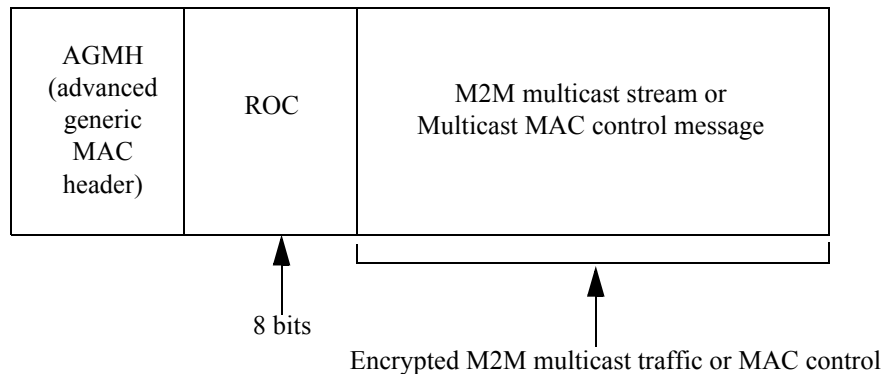 AGMH
(advanced
generic
MAC
header)
ROC
M2M multicast stream or
Multicast MAC control message
8 bits
Encrypted M2M multicast traffic or MAC control